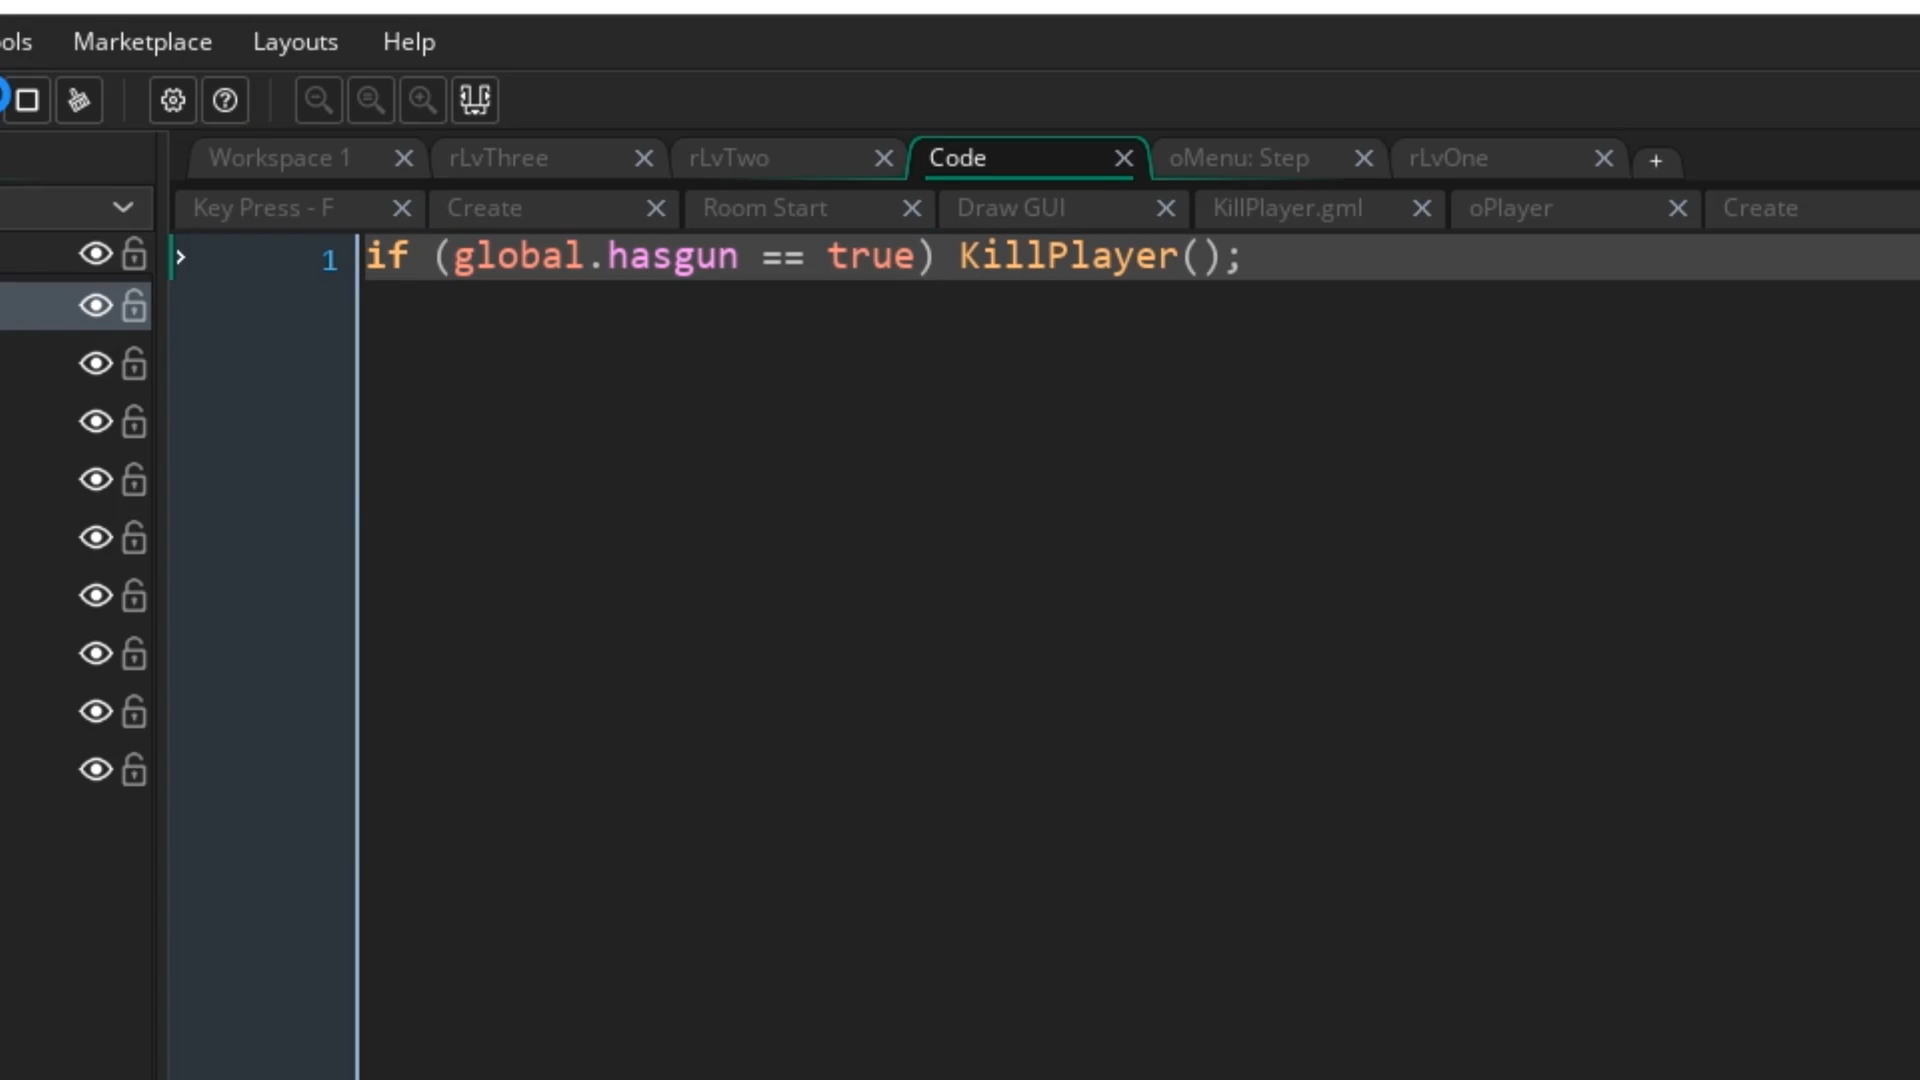 ols Marketplace Layouts Help
Workspace 1 rLvThree rLvTwo Code oMenu: Step rLvOne +
Key Press - F Create Room Start Draw GUI KillPlayer.gml oPlayer Create
1 if (global.hasgun == true) KillPlayer();